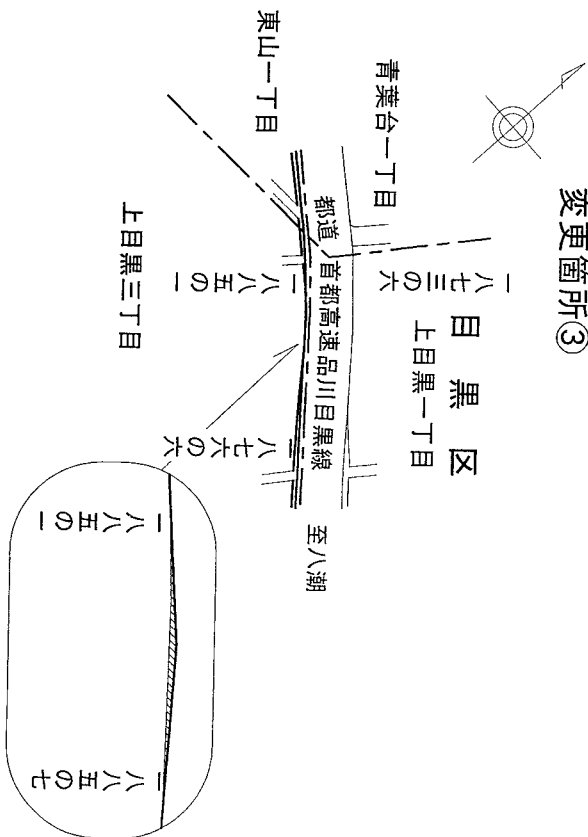 変更箇所③
青葉台一丁目
一八七三の六
目黒区
上目黒一丁目
東山一丁目
都道 首都高速品川目黒線
至八潮
一八八五の一
一八七六の六
上目黒三丁目
一八八五の一
一八八五の七